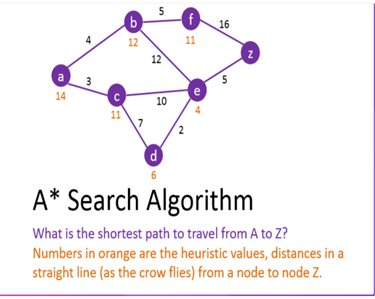 5
b
f
16
4
12
11
z
12
a
3
5
14
c
10
e
11
7
4
2
d
6
A* Search Algorithm
What is the shortest path to travel from A to Z?
Numbers in orange are the heuristic values, distances in a
straight line (as the crow flies) from a node to node Z.